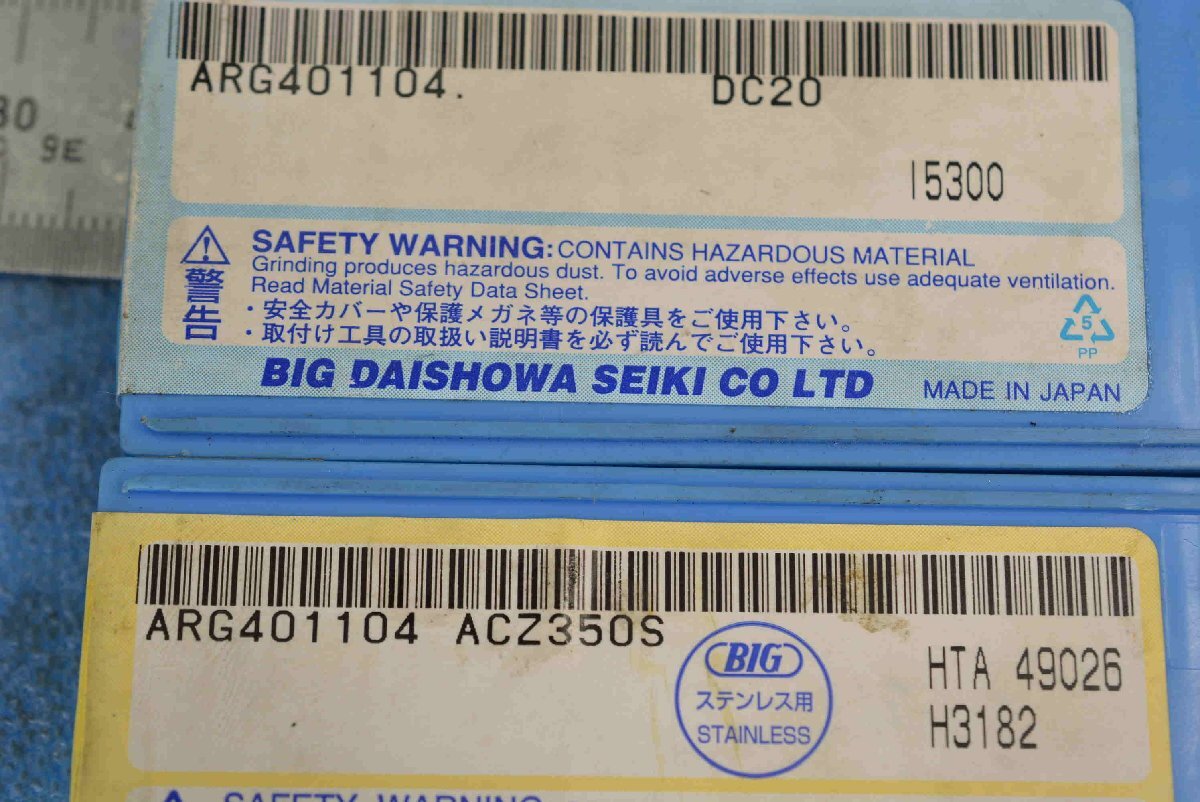 30
9E
ARG401104. DC20
15300
SAFETY WARNING: CONTAINS HAZARDOUS MATERIAL
警告
Grinding produces hazardous dust. To avoid adverse effects use adequate ventilation.
Read Material Safety Data Sheet.
・安全カバーや保護メガネ等の保護具をご使用下さい。
・取付け工具の取扱い説明書を必ず読んでご使用下さい。
5
PP
BIG DAISHOWA SEIKI CO LTD MADE IN JAPAN
ARG401104 ACZ350S
BIG
ステンレス用
STAINLESS
HTA 49026
H3182
SAFETY WARNING: